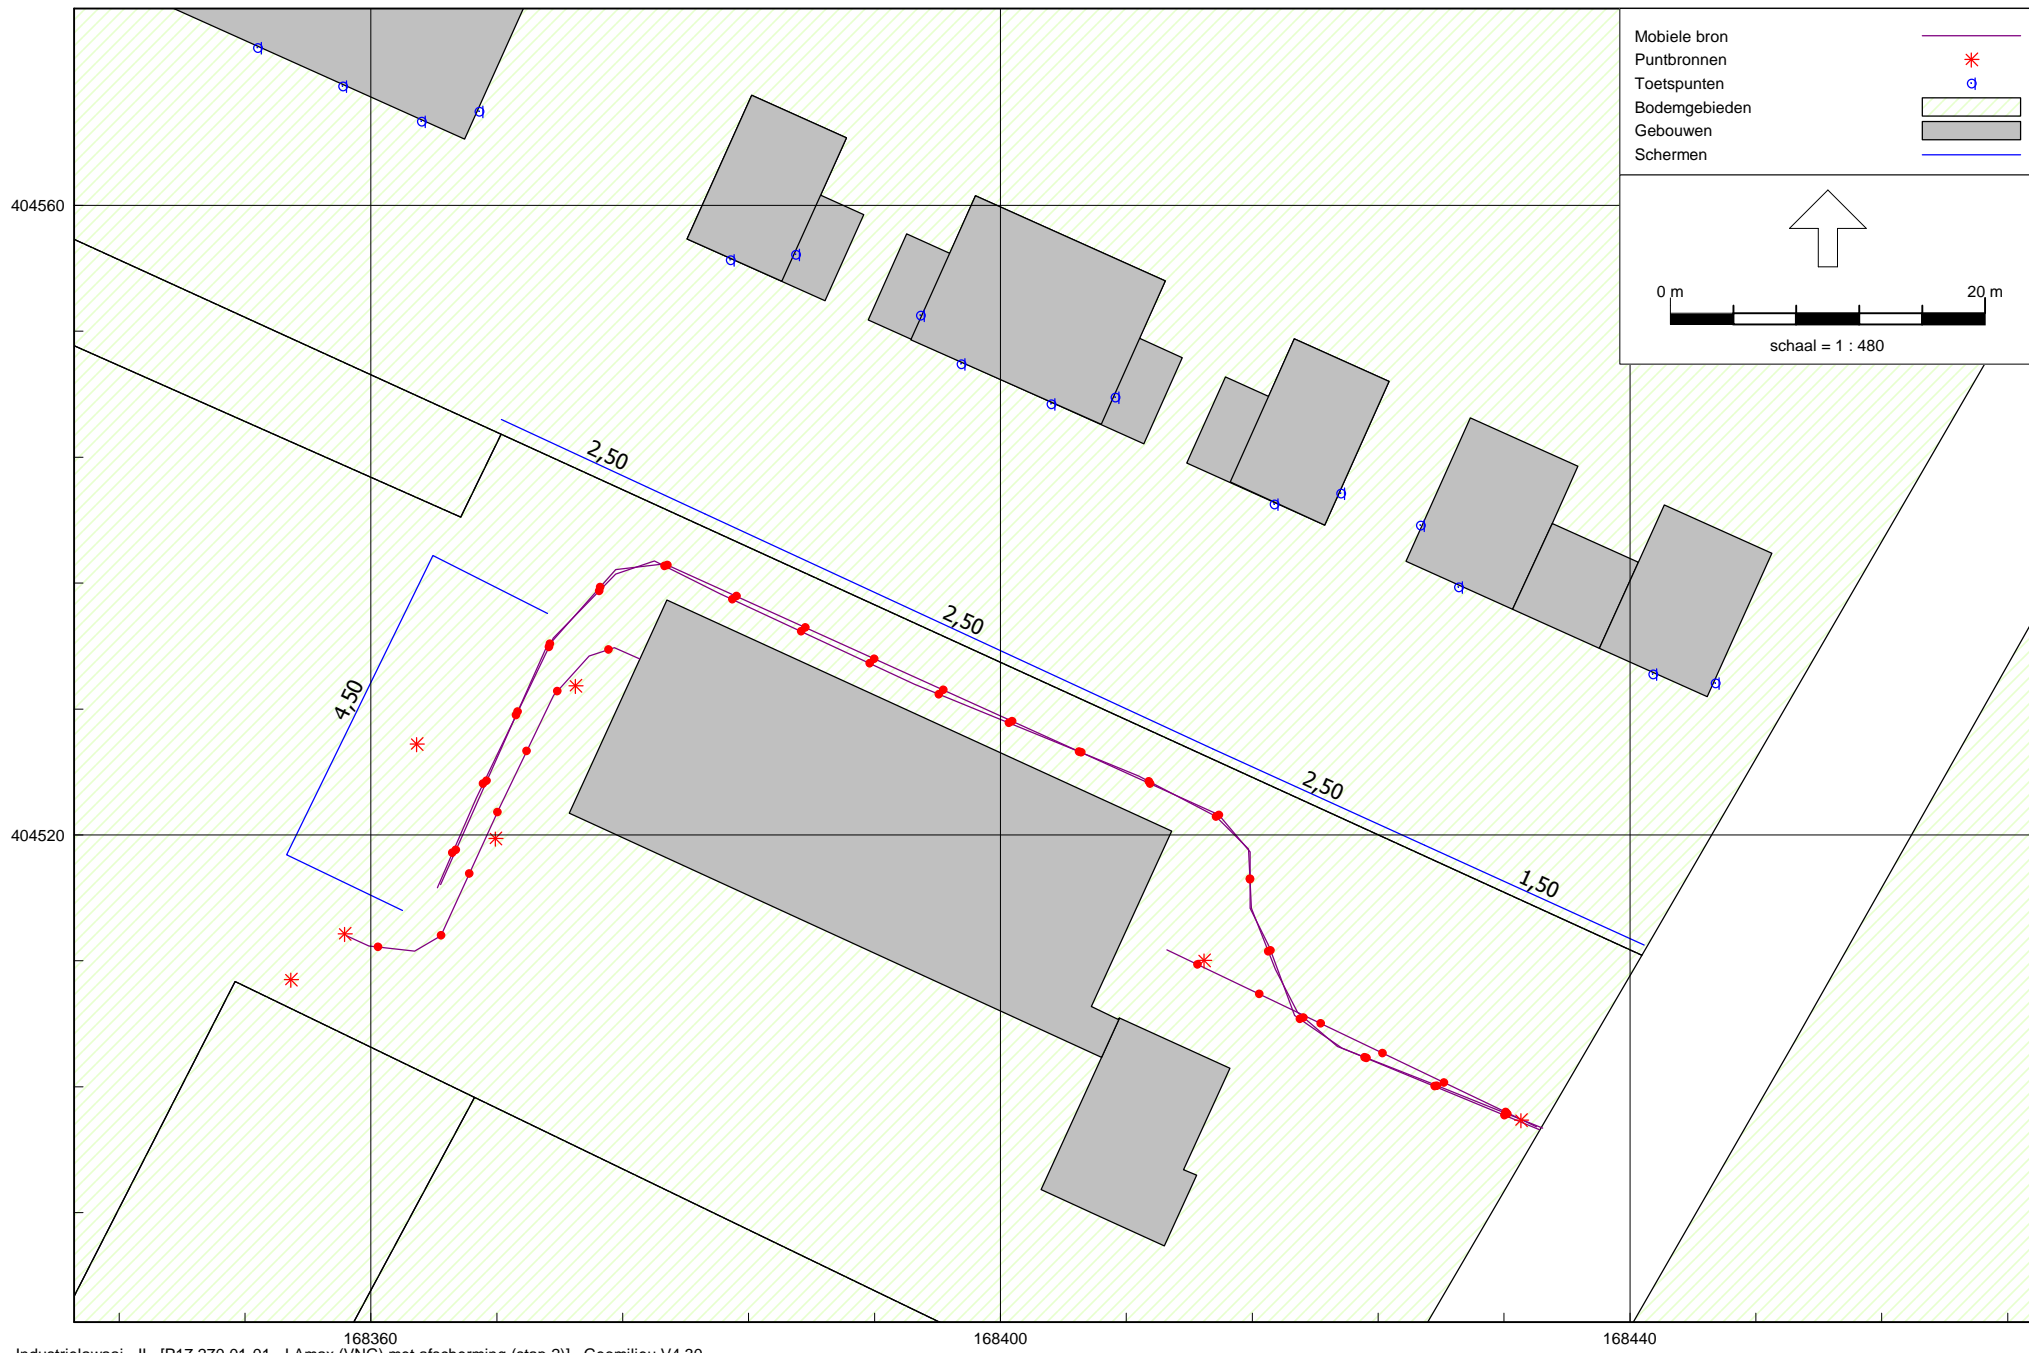 Mobiele bron
Puntbronnen
Toetspunten
Bodemgebieden
Gebouwen
Schermen
0 m 20 m
schaal = 1 : 480
404560
404520
2,50
2,50
2,50
1,50
4,50
168360 168400 168440